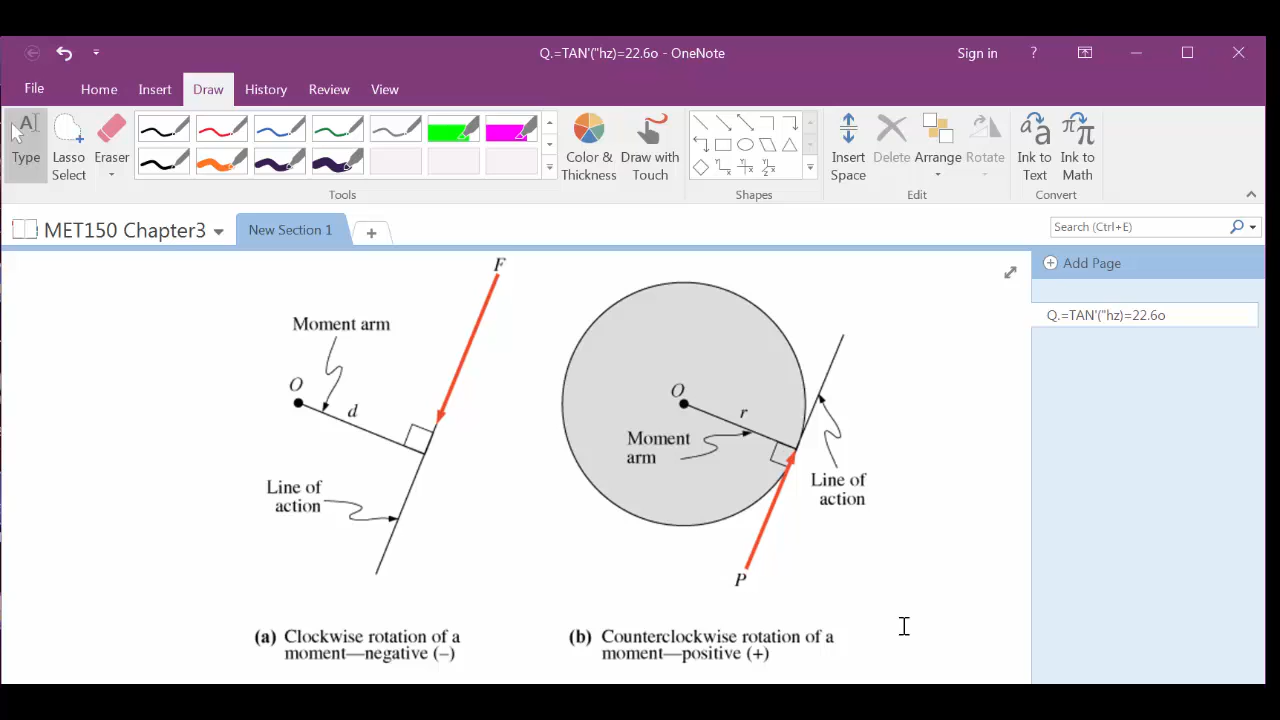 Q.=TAN'("hz)=22.6o - OneNote
Sign in
?
File
Home
Insert
Draw
History
Review
View
Type
Lasso
Select
Eraser
Color &
Thickness
Draw with
Touch
Insert
Space
Delete
Arrange
Rotate
Ink to
Text
Ink to
Math
Tools
Shapes
Edit
Convert
MET150 Chapter3
New Section 1
Search (Ctrl+E)
Add Page
Q.=TAN'("hz)=22.6o
F
Moment arm
O
d
Line of
action
O
r
Moment
arm
Line of
action
P
(a) Clockwise rotation of a
moment—negative (–)
(b) Counterclockwise rotation of a
moment—positive (+)